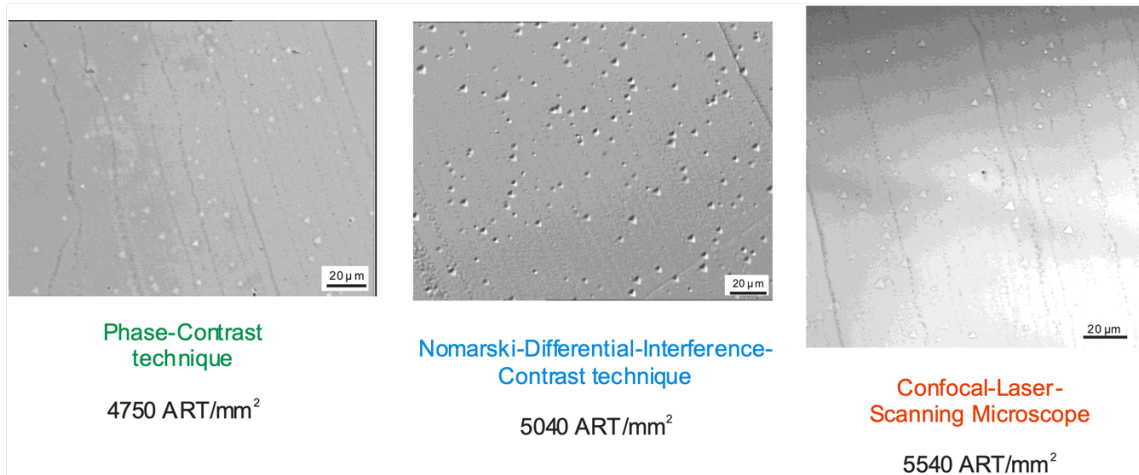 20 µm
20 µm
20 µm
Phase-Contrast
technique
4750 ART/mm²
Nomarski-Differential-Interference-
Contrast technique
5040 ART/mm²
Confocal-Laser-
Scanning Microscope
5540 ART/mm²